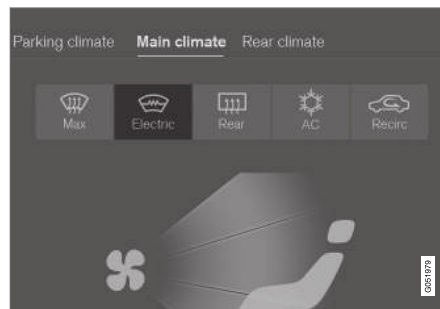 Parking climate Main climate Rear climate
Max Electric Rear AC Recirc
G051979